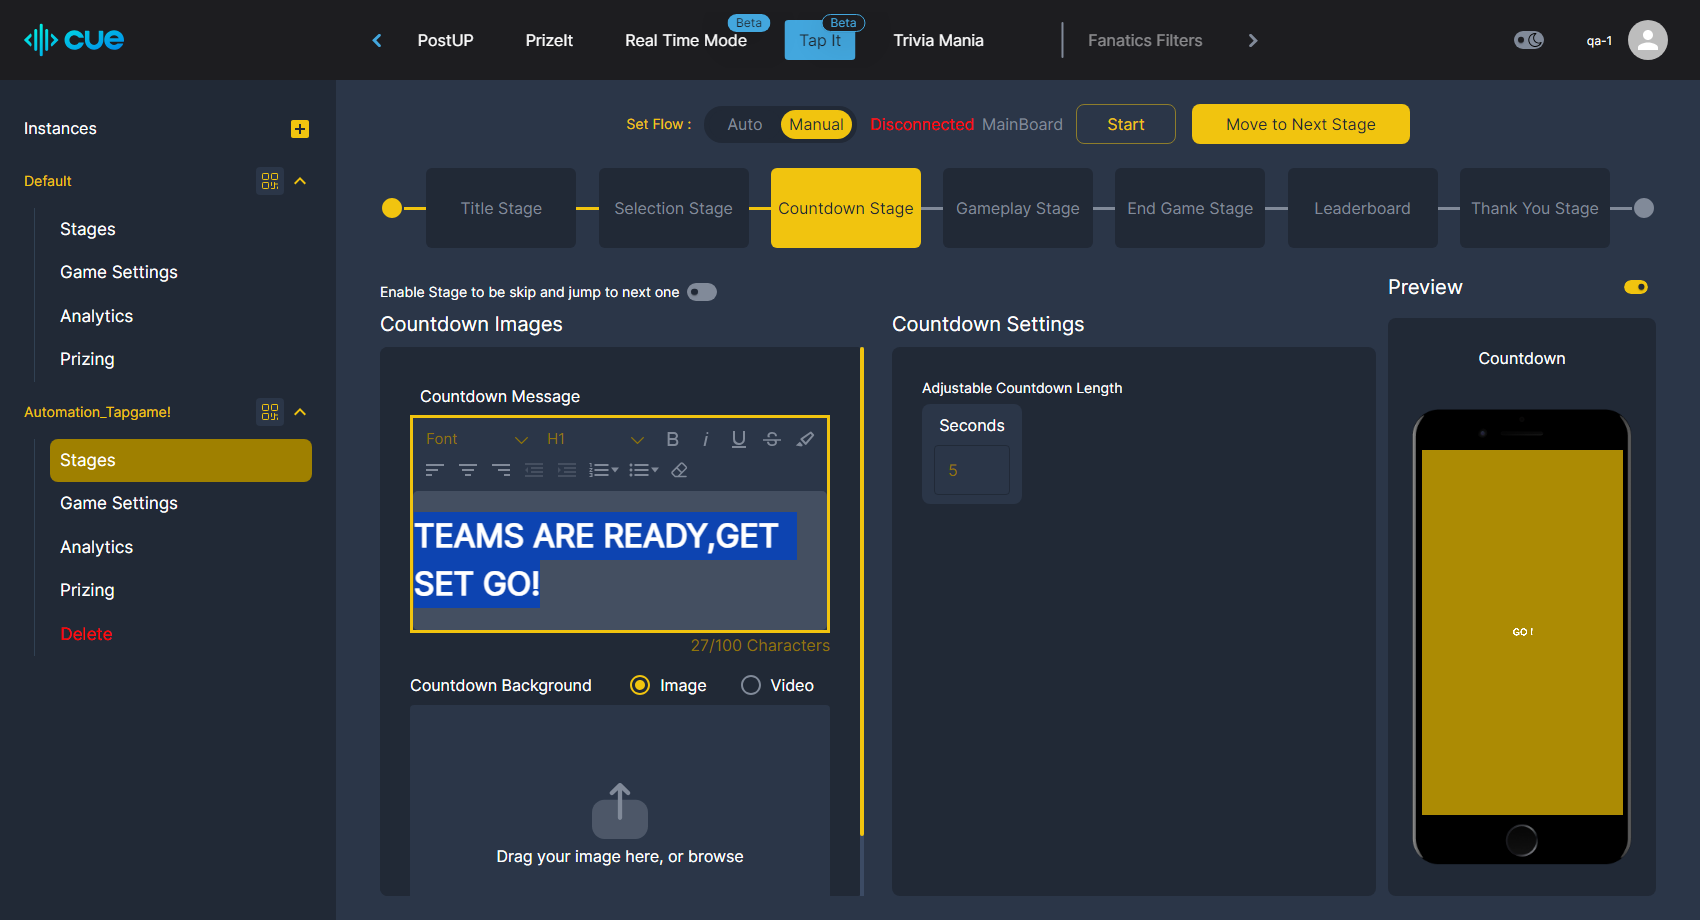 cue
PostUP
PrizeIt
Real Time Mode
Beta
Tap It
Beta
Trivia Mania
Fanatics Filters
qa-1
Instances
Default
Stages
Game Settings
Analytics
Prizing
Automation_Tapgame!
Stages
Game Settings
Analytics
Prizing
Delete
Set Flow :
Auto
Manual
Disconnected MainBoard
Start
Move to Next Stage
Title Stage
Selection Stage
Countdown Stage
Gameplay Stage
End Game Stage
Leaderboard
Thank You Stage
Enable Stage to be skip and jump to next one
Countdown Images
Countdown Message
Font
H1
B
i
U
S
TEAMS ARE READY,GET
SET GO!
27/100 Characters
Countdown Background
Image
Video
Drag your image here, or browse
Countdown Settings
Adjustable Countdown Length
Seconds
5
Preview
Countdown
GO !